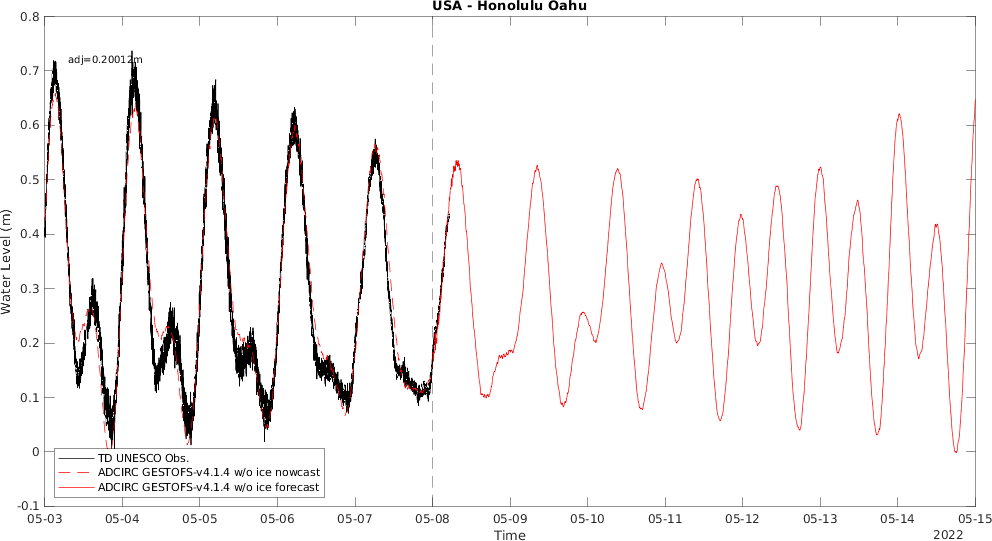 USA - Honolulu Oahu
0.8
adj=0.20012m
0.7
0.6
0.5
0.4
0.3
0.2
0.1
0
-0.1
Water Level (m)
TD UNESCO Obs.
ADCIRC GESTOFS-v4.1.4 w/o ice nowcast
ADCIRC GESTOFS-v4.1.4 w/o ice forecast
05-03 05-04 05-05 05-06 05-07 05-08 05-09 05-10 05-11 05-12 05-13 05-14 05-15
Time
2022